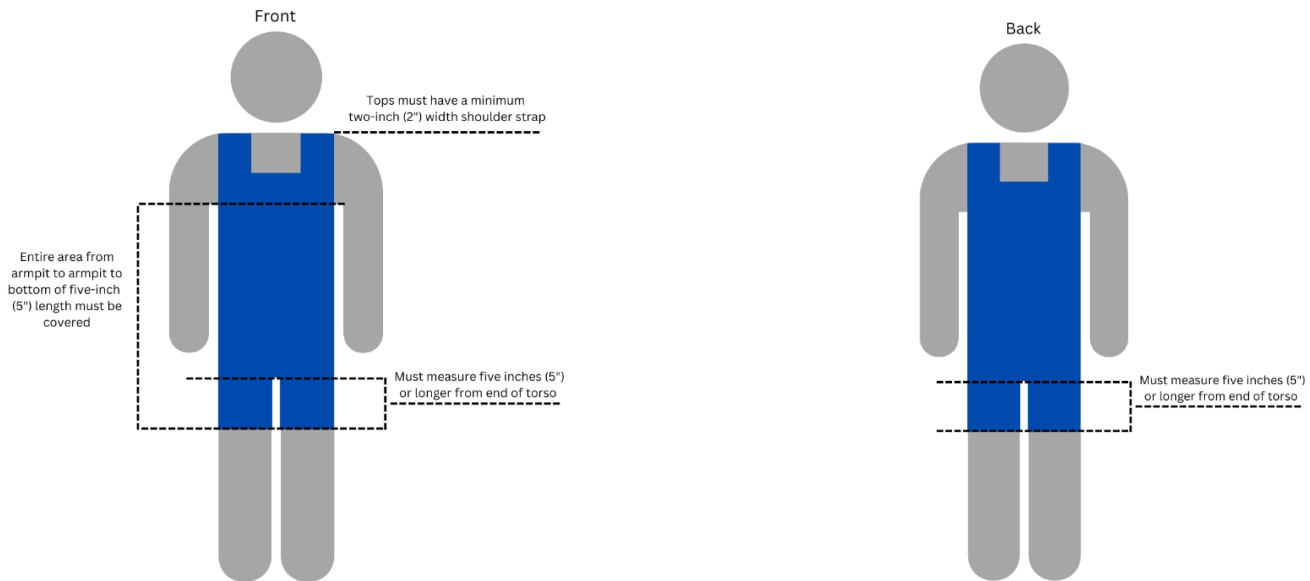 Front
Back
Tops must have a minimum
two-inch (2") width shoulder strap
Entire area from
armpit to armpit to
bottom of five-inch
(5") length must be
covered
Must measure five inches (5")
or longer from end of torso
Must measure five inches (5")
or longer from end of torso